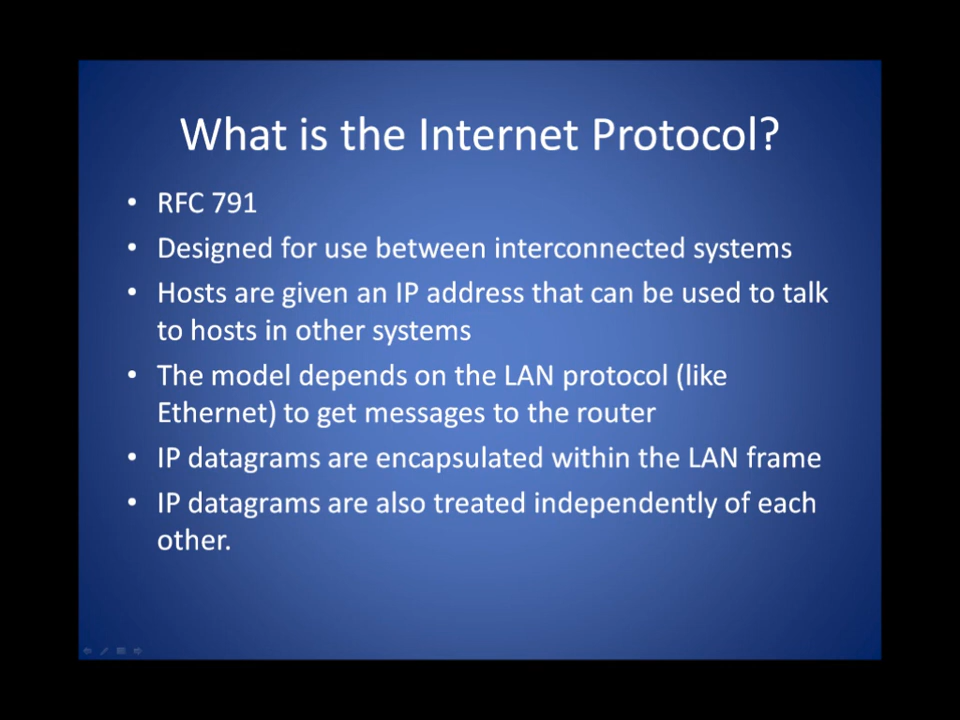 What is the Internet Protocol?
• RFC 791
• Designed for use between interconnected systems
• Hosts are given an IP address that can be used to talk
to hosts in other systems
• The model depends on the LAN protocol (like
Ethernet) to get messages to the router
• IP datagrams are encapsulated within the LAN frame
• IP datagrams are also treated independently of each
other.